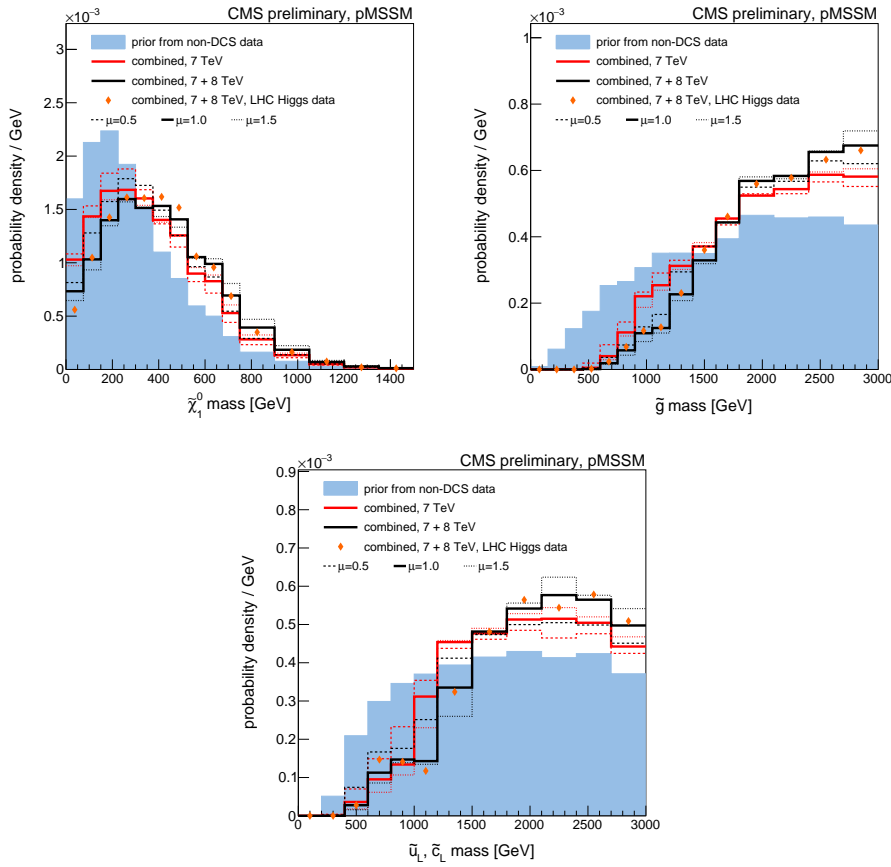 ×10⁻³
CMS preliminary, pMSSM
prior from non-DCS data
combined, 7 TeV
combined, 7 + 8 TeV
combined, 7 + 8 TeV, LHC Higgs data
μ=0.5 μ=1.0 μ=1.5
probability density / GeV
3
2.5
2
1.5
1
0.5
0
0 200 400 600 800 1000 1200 1400
χ̃₁⁰ mass [GeV]
×10⁻³
CMS preliminary, pMSSM
prior from non-DCS data
combined, 7 TeV
combined, 7 + 8 TeV
combined, 7 + 8 TeV, LHC Higgs data
μ=0.5 μ=1.0 μ=1.5
probability density / GeV
1
0.8
0.6
0.4
0.2
0
0 500 1000 1500 2000 2500 3000
g̃ mass [GeV]
×10⁻³
CMS preliminary, pMSSM
prior from non-DCS data
combined, 7 TeV
combined, 7 + 8 TeV
combined, 7 + 8 TeV, LHC Higgs data
μ=0.5 μ=1.0 μ=1.5
probability density / GeV
0.9
0.8
0.7
0.6
0.5
0.4
0.3
0.2
0.1
0
0 500 1000 1500 2000 2500 3000
ũ_L, c̃_L mass [GeV]